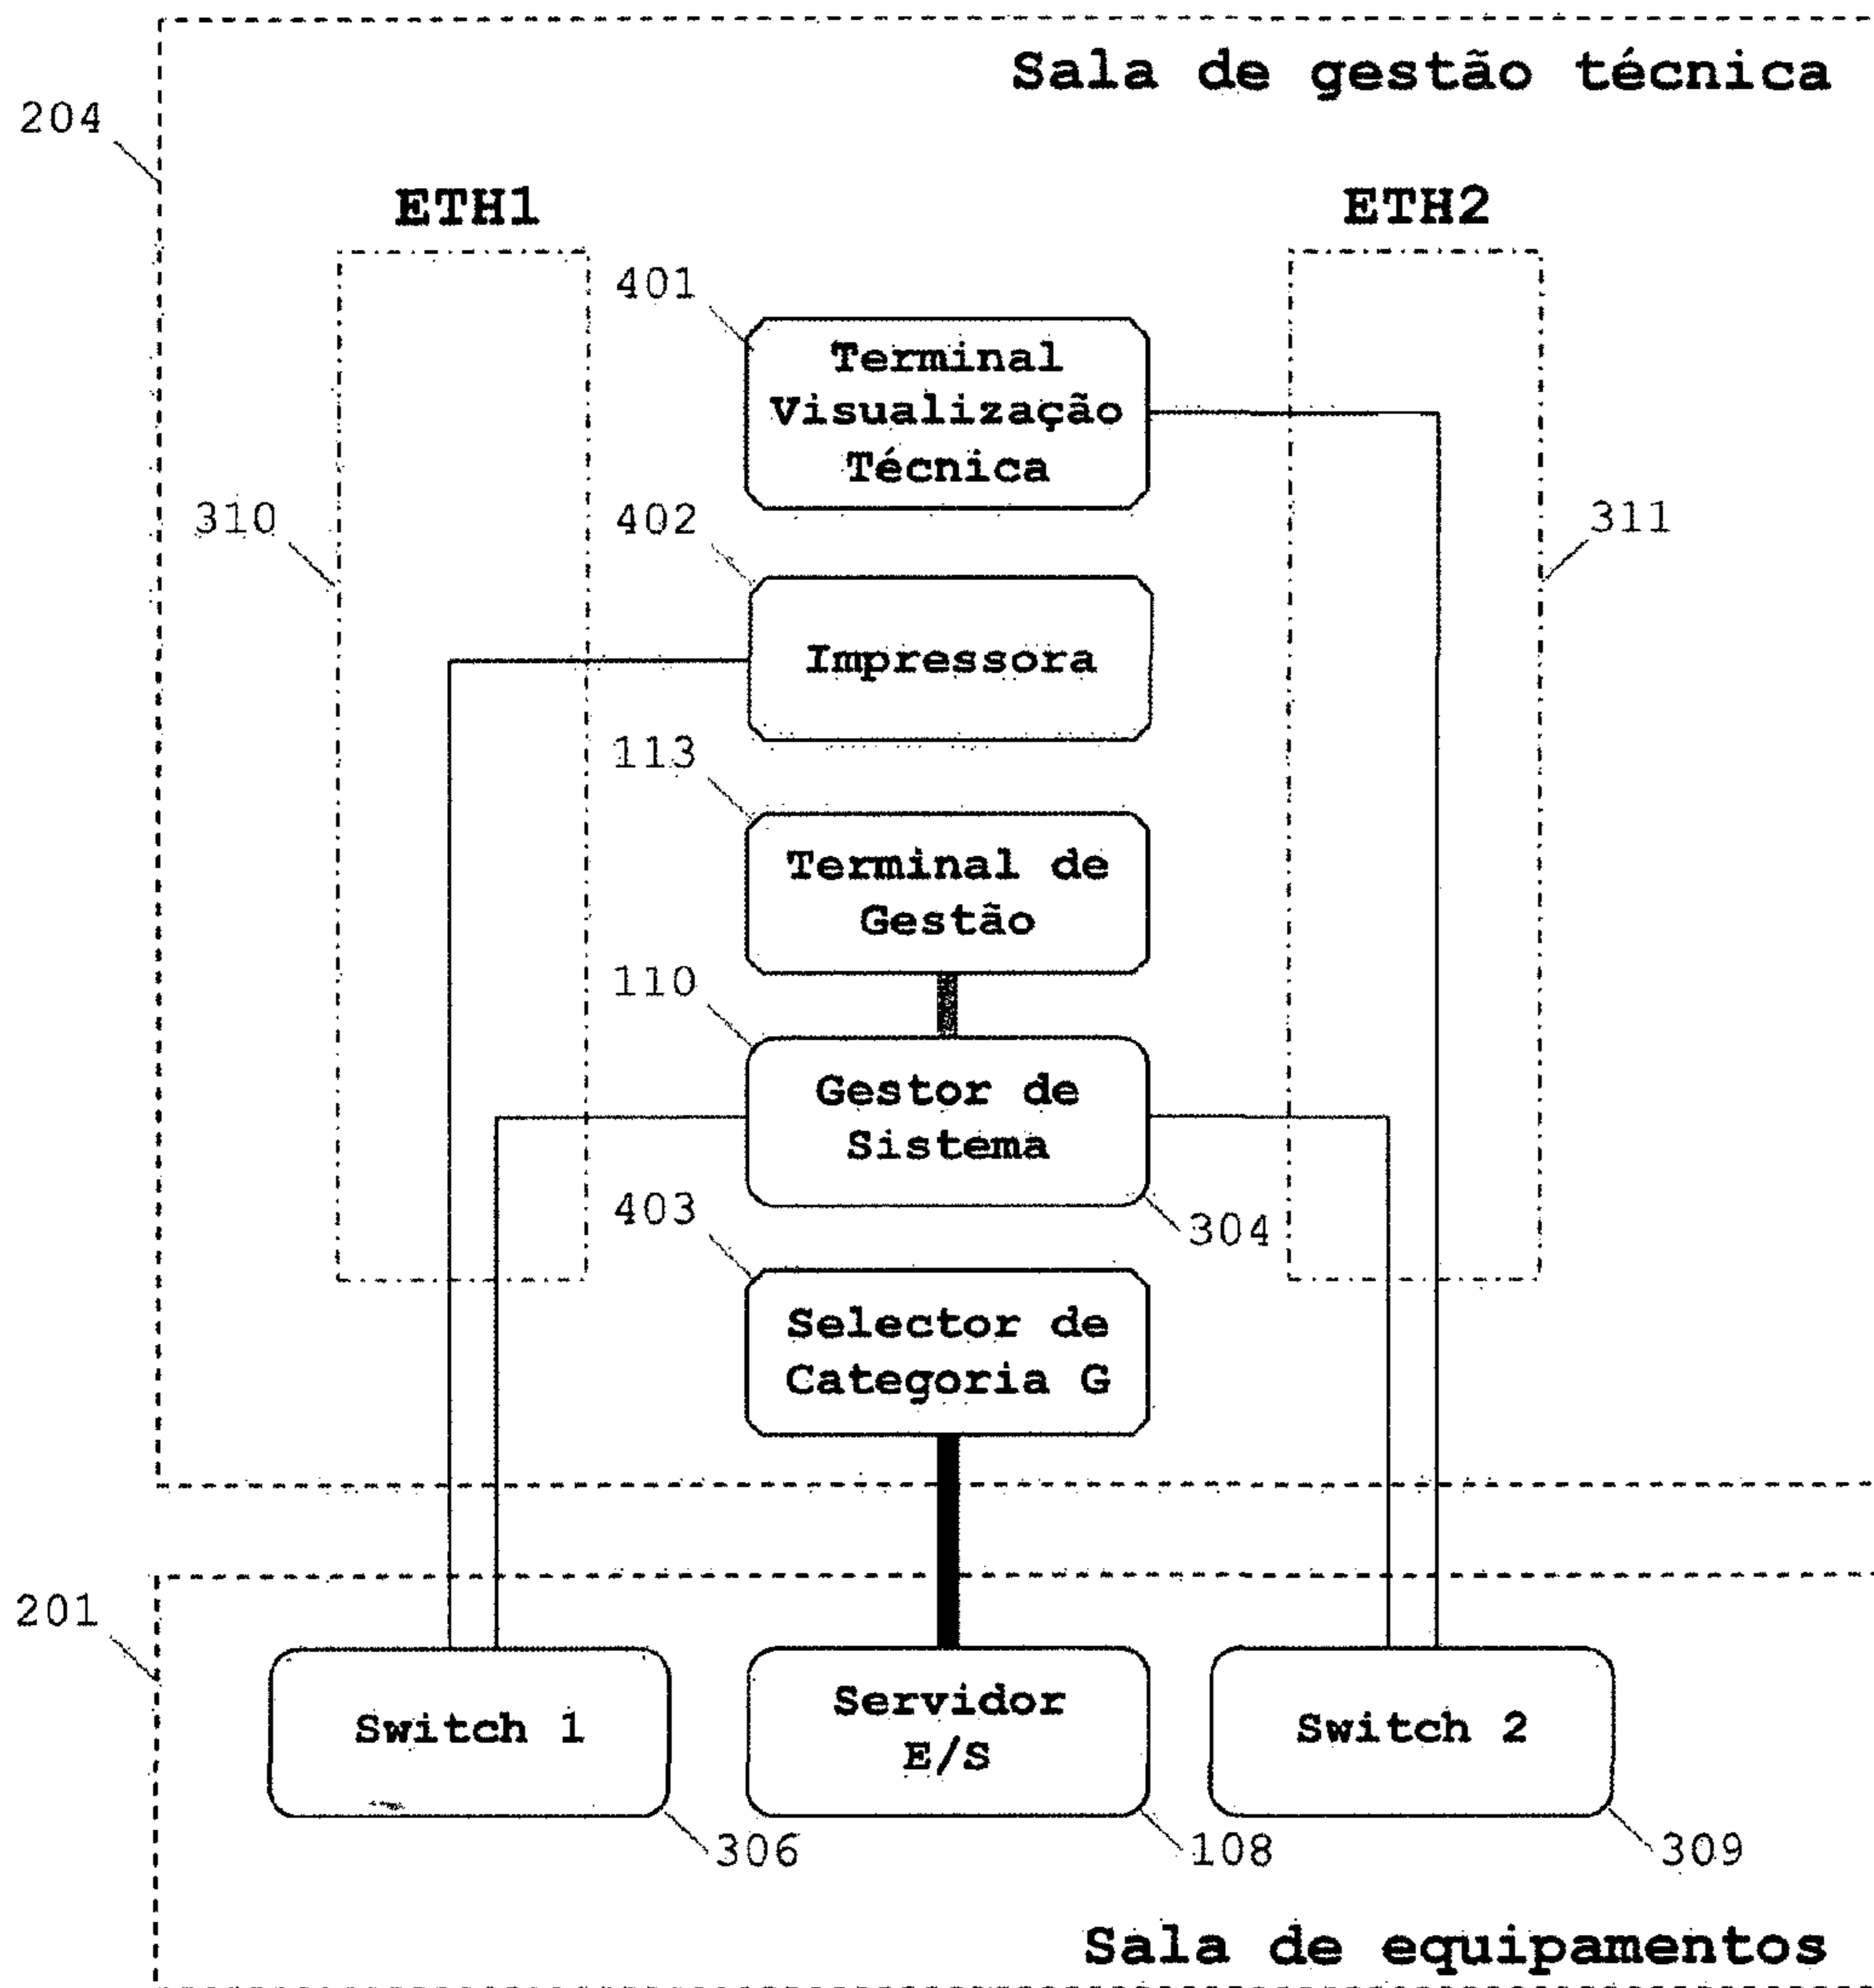 Sala de gestão técnica
204
ETH1
ETH2
401
Terminal
Visualização
Técnica
310
402
311
Impressora
113
Terminal de
Gestão
110
Gestor de
Sistema
403
304
Selector de
Categoria G
201
Switch 1
Servidor
E/S
Switch 2
306
108
309
Sala de equipamentos